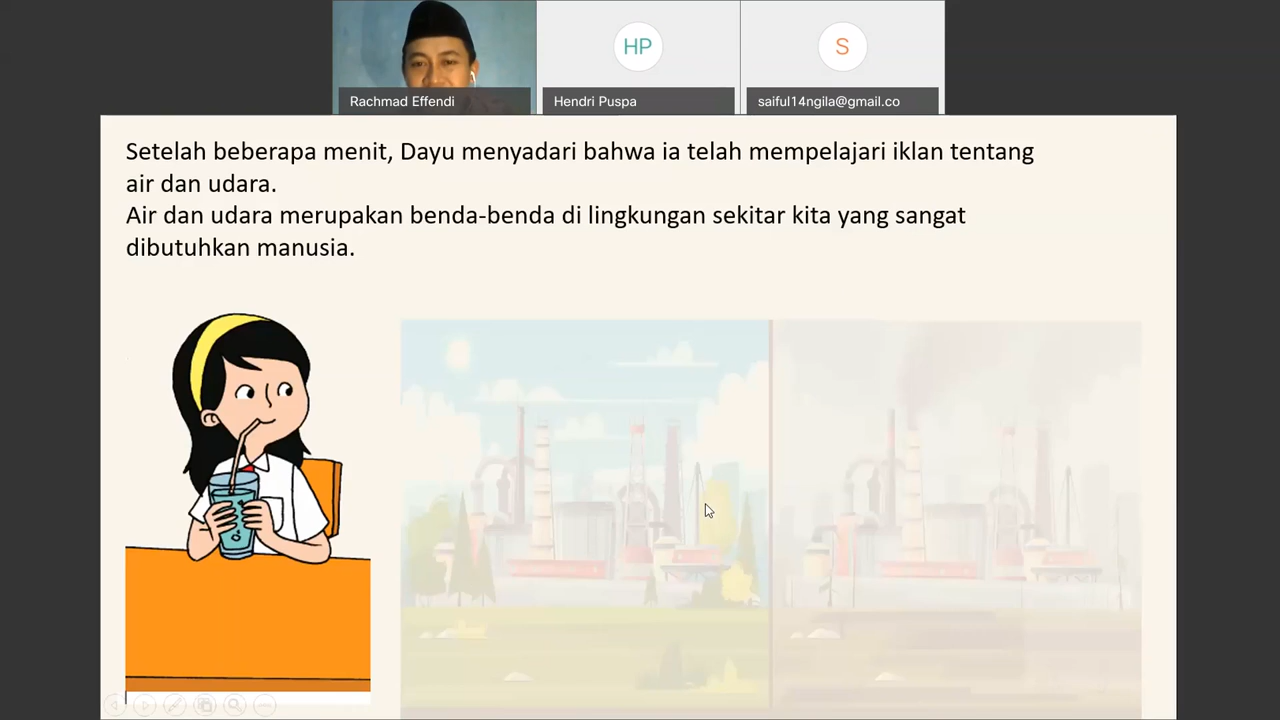 HP
S
Rachmad Effendi
Hendri Puspa
saiful14ngila@gmail.co
Setelah beberapa menit, Dayu menyadari bahwa ia telah mempelajari iklan tentang
air dan udara.
Air dan udara merupakan benda-benda di lingkungan sekitar kita yang sangat
dibutuhkan manusia.